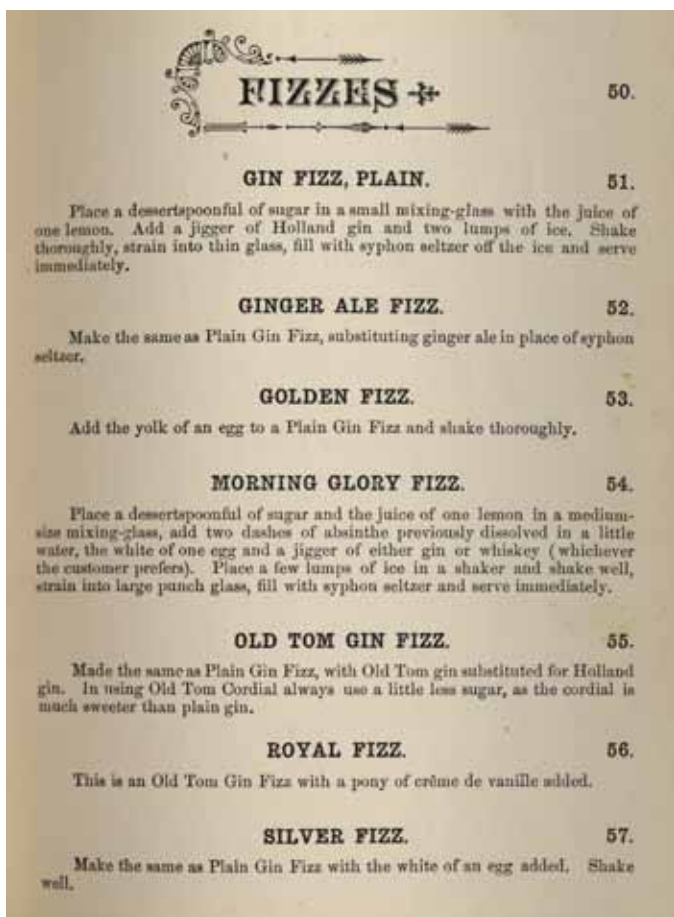 FIZZES
50.
GIN FIZZ, PLAIN. 51.
Place a dessertspoonful of sugar in a small mixing-glass with the juice of
one lemon. Add a jigger of Holland gin and two lumps of ice. Shake
thoroughly, strain into thin glass, fill with syphon seltzer off the ice and serve
immediately.
GINGER ALE FIZZ. 52.
Make the same as Plain Gin Fizz, substituting ginger ale in place of syphon
seltzer.
GOLDEN FIZZ. 53.
Add the yolk of an egg to a Plain Gin Fizz and shake thoroughly.
MORNING GLORY FIZZ. 54.
Place a dessertspoonful of sugar and the juice of one lemon in a medium-
size mixing-glass, add two dashes of absinthe previously dissolved in a little
water, the white of one egg and a jigger of either gin or whiskey (whichever
the customer prefers). Place a few lumps of ice in a shaker and shake well,
strain into large punch glass, fill with syphon seltzer and serve immediately.
OLD TOM GIN FIZZ. 55.
Made the same as Plain Gin Fizz, with Old Tom gin substituted for Holland
gin. In using Old Tom Cordial always use a little less sugar, as the cordial is
much sweeter than plain gin.
ROYAL FIZZ. 56.
This is an Old Tom Gin Fizz with a pony of crême de vanille added.
SILVER FIZZ. 57.
Make the same as Plain Gin Fizz with the white of an egg added. Shake
well.